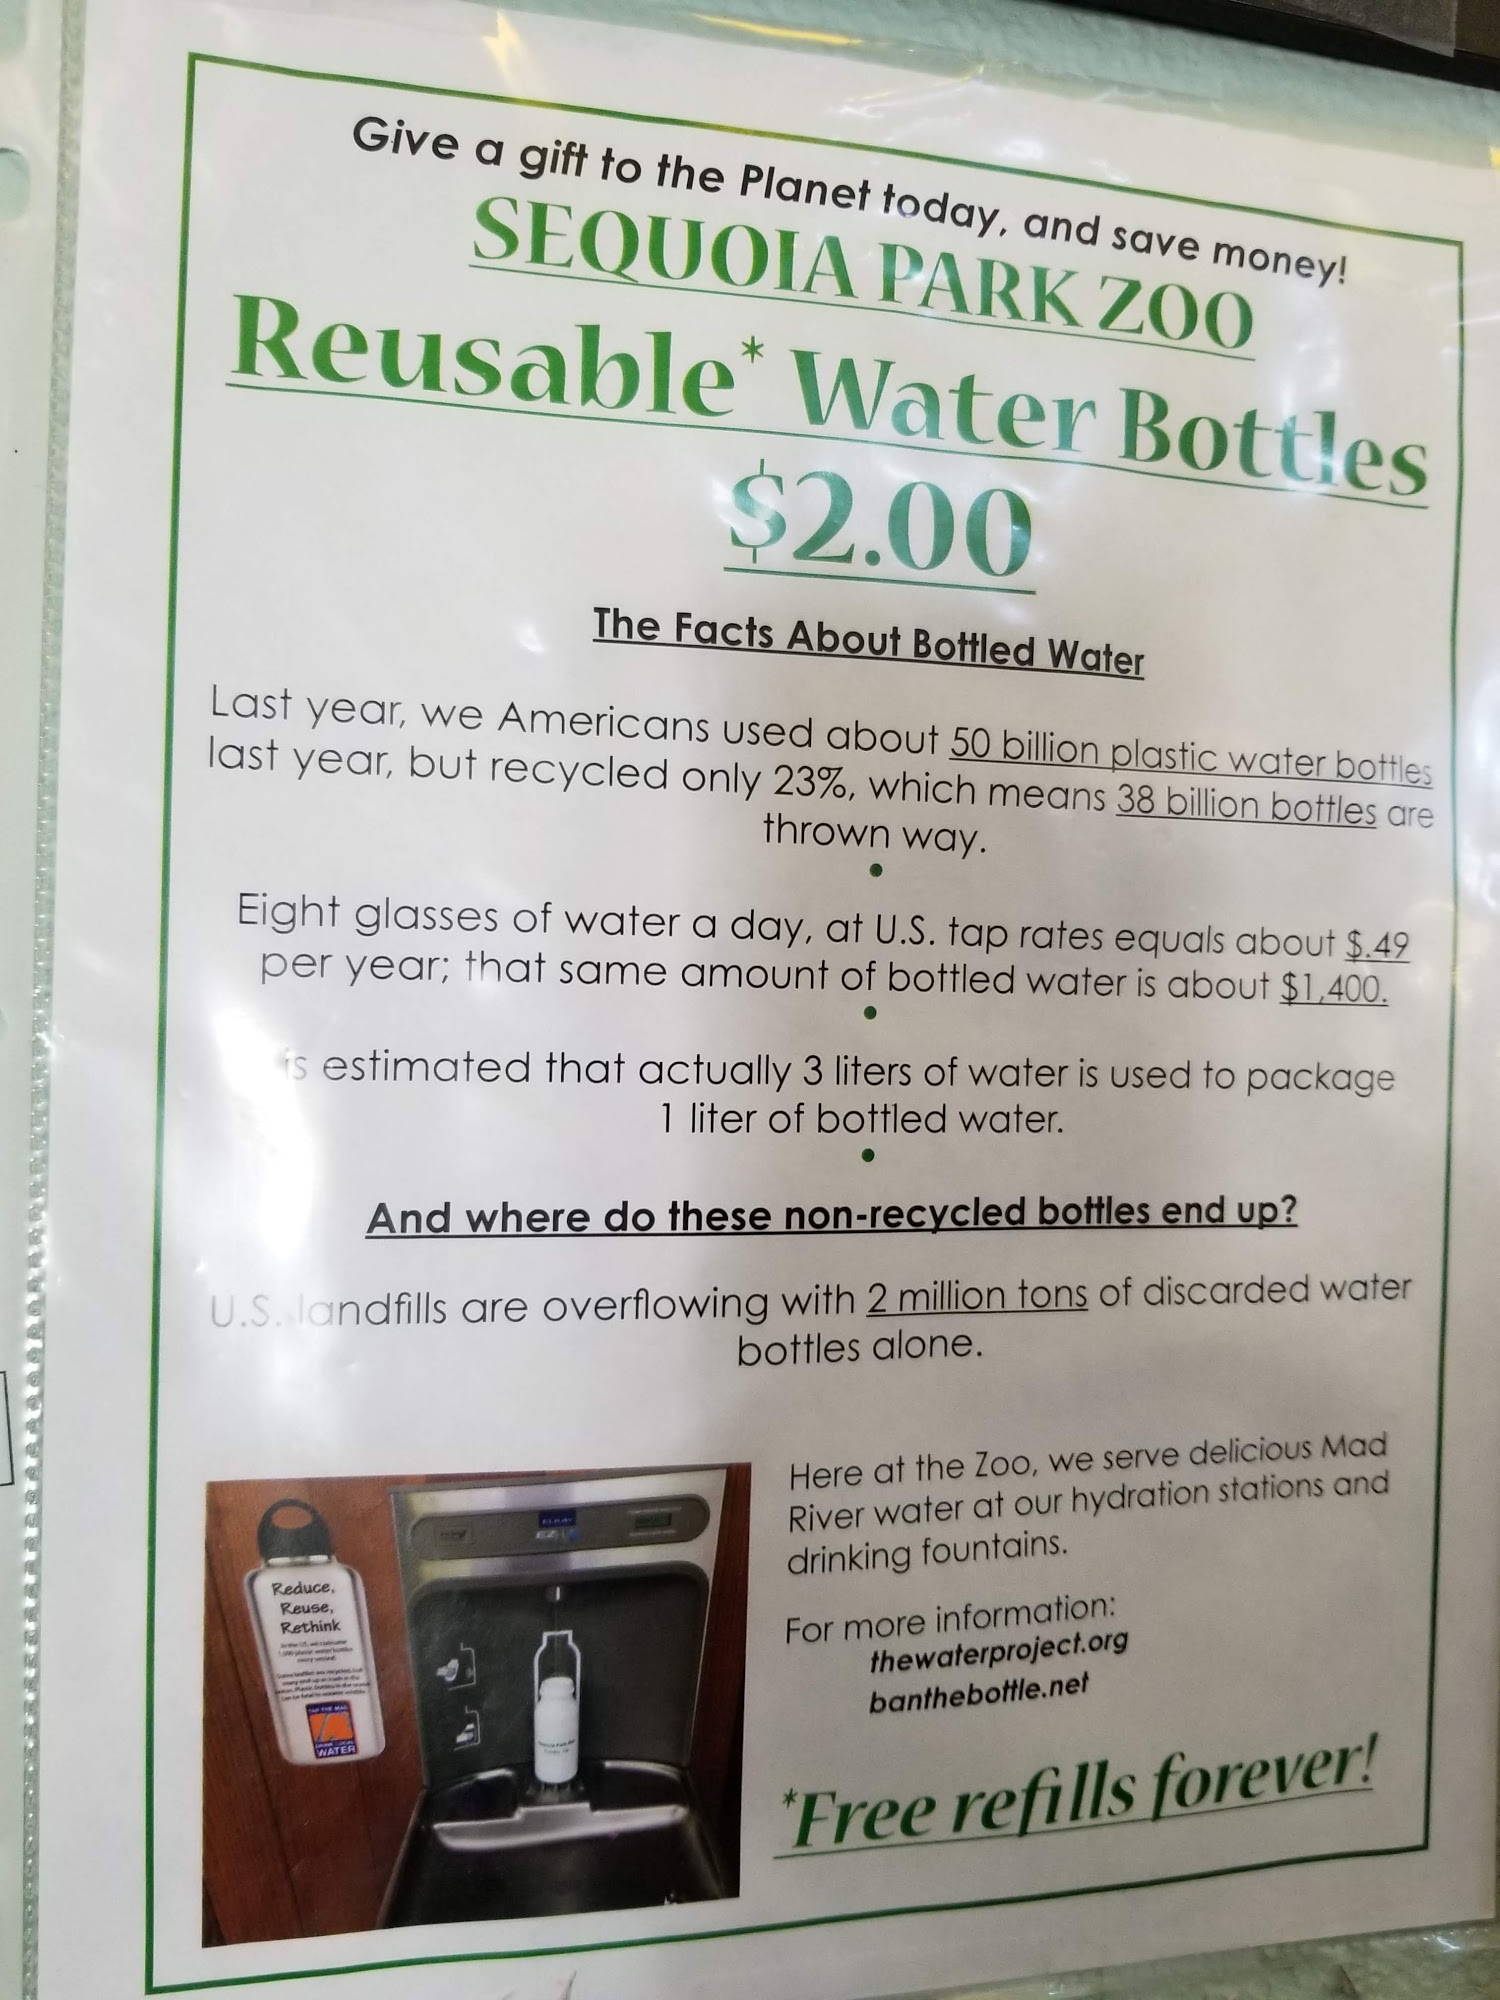 Give a gift to the Planet today, and save money!
SEQUOIA PARK ZOO
Reusable* Water Bottles
$2.00
The Facts About Bottled Water
Last year, we Americans used about 50 billion plastic water bottles
last year, but recycled only 23%, which means 38 billion bottles are
thrown way.
•
Eight glasses of water a day, at U.S. tap rates equals about $.49
per year; that same amount of bottled water is about $1,400.
•
is estimated that actually 3 liters of water is used to package
1 liter of bottled water.
•
And where do these non-recycled bottles end up?
U.S. landfills are overflowing with 2 million tons of discarded water
bottles alone.
Here at the Zoo, we serve delicious Mad
River water at our hydration stations and
drinking fountains.
For more information:
thewaterproject.org
banthebottle.net
*Free refills forever!
Reduce,
Reuse,
Rethink
TAP THE MAD
WATER
ELKAY